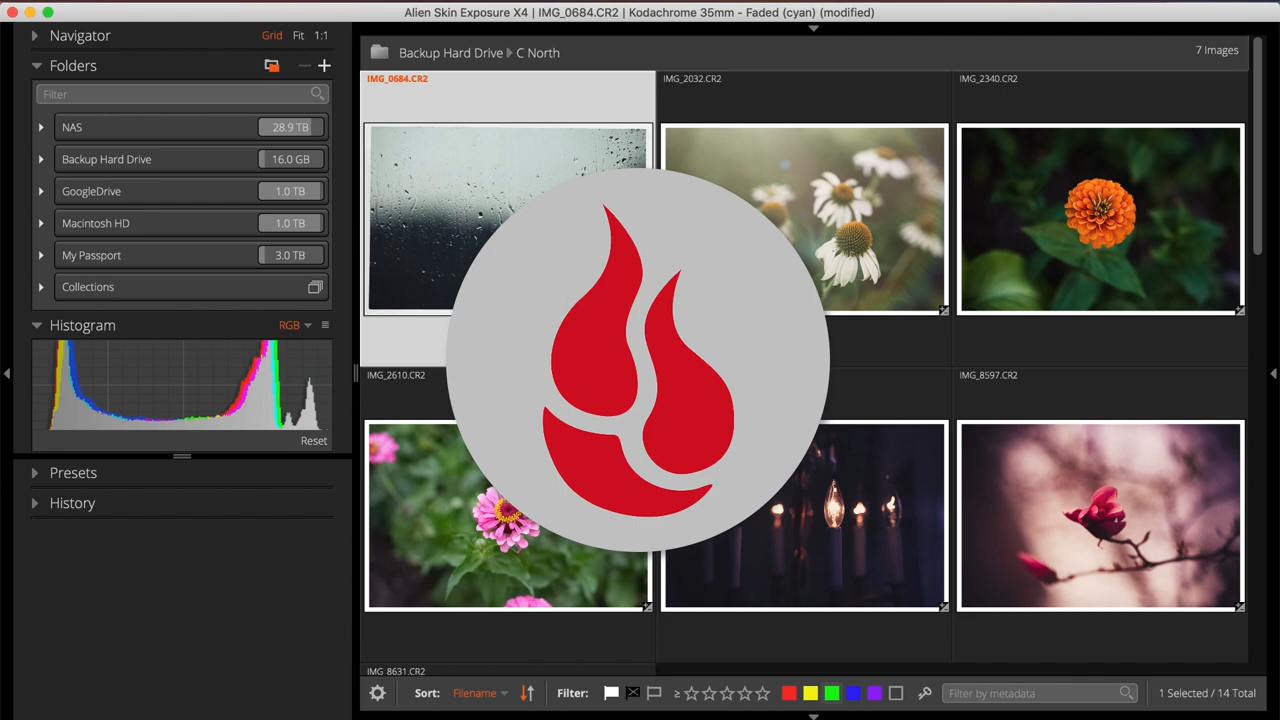 Alien Skin Exposure X4 | IMG_0684.CR2 | Kodachrome 35mm - Faded (cyan) (modified)
Navigator
Grid Fit 1:1
Folders
Filter
NAS 28.9 TB
Backup Hard Drive 16.0 GB
GoogleDrive 1.0 TB
Macintosh HD 1.0 TB
My Passport 3.0 TB
Collections
Histogram RGB
Reset
Presets
History
Backup Hard Drive C North 7 Images
IMG_0684.CR2 IMG_2032.CR2 IMG_2340.CR2
IMG_2610.CR2 IMG_8597.CR2
IMG_8631.CR2
Sort: Filename Filter: ≥ Filter by metadata 1 Selected / 14 Total